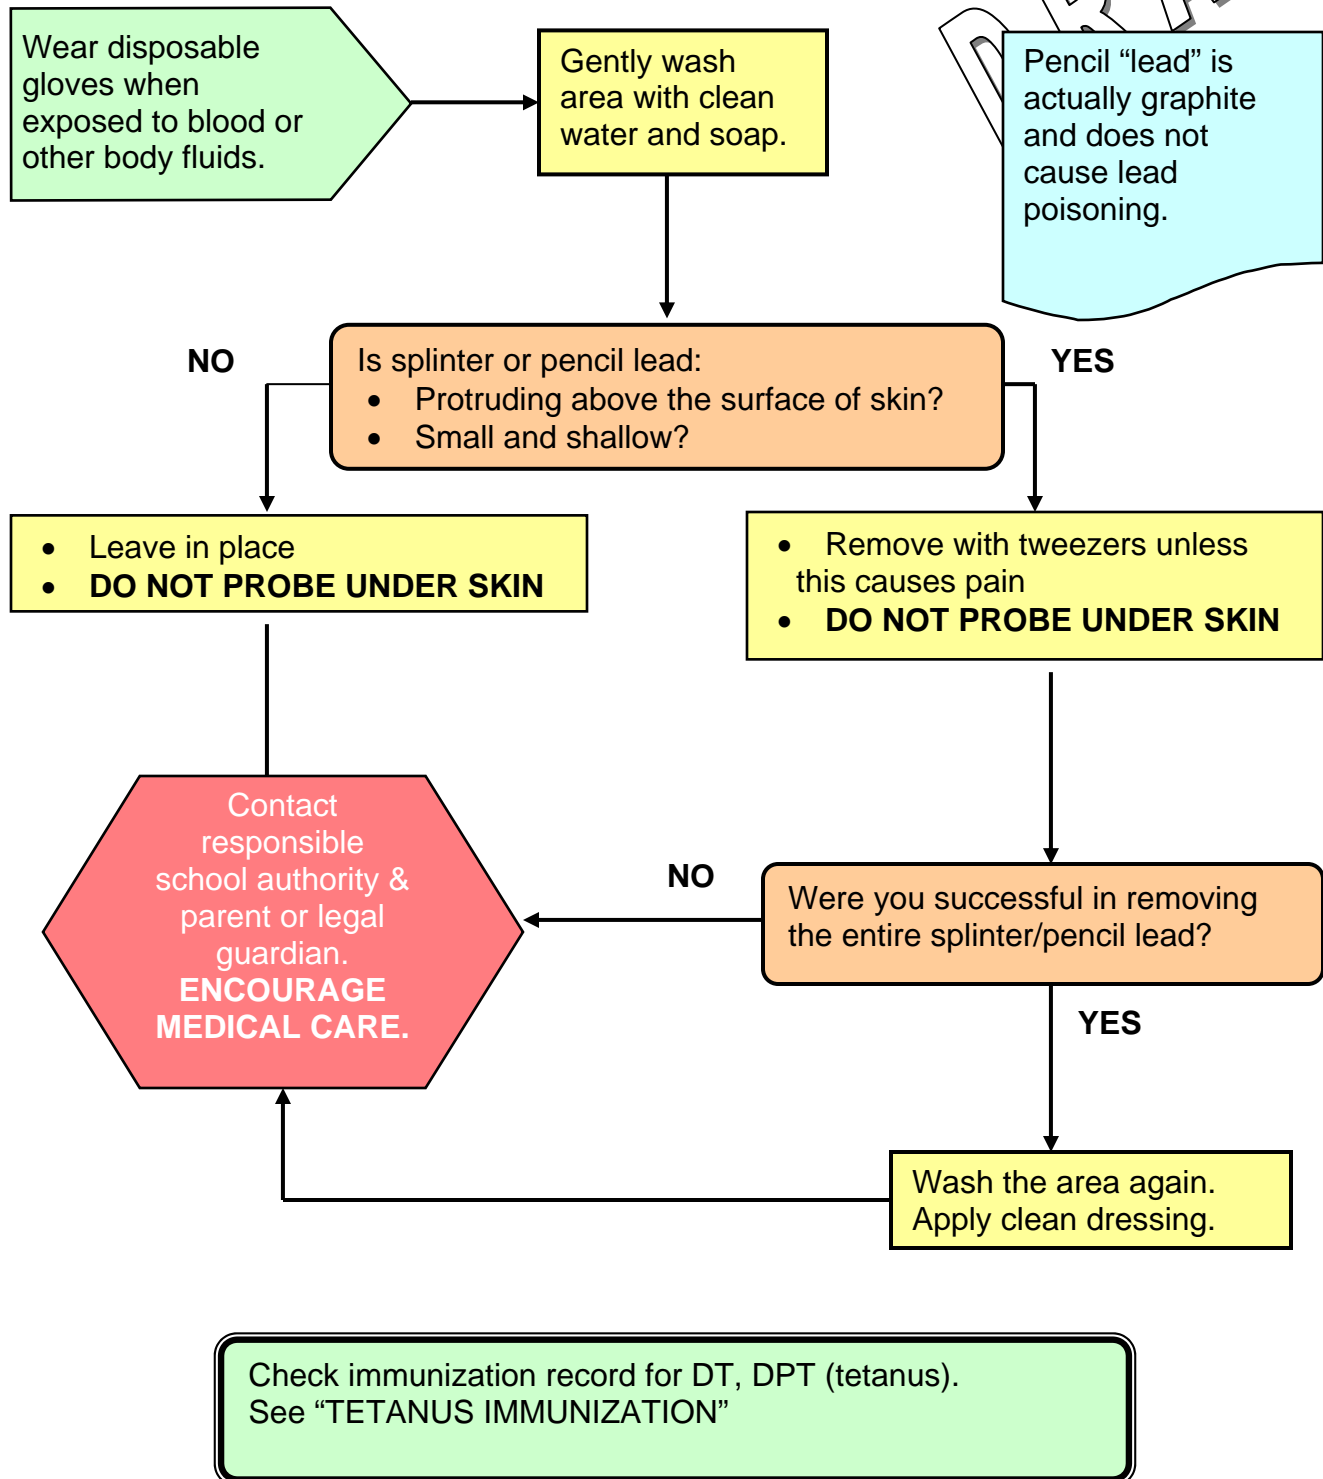 Wear disposable
gloves when
exposed to blood or
other body fluids.
Gently wash
area with clean
water and soap.
Pencil “lead” is
actually graphite
and does not
cause lead
poisoning.
NO
Is splinter or pencil lead:
• Protruding above the surface of skin?
• Small and shallow?
YES
• Leave in place
• DO NOT PROBE UNDER SKIN
• Remove with tweezers unless
this causes pain
• DO NOT PROBE UNDER SKIN
Contact
responsible
school authority &
parent or legal
guardian.
ENCOURAGE
MEDICAL CARE.
NO
Were you successful in removing
the entire splinter/pencil lead?
YES
Wash the area again.
Apply clean dressing.
Check immunization record for DT, DPT (tetanus).
See “TETANUS IMMUNIZATION”